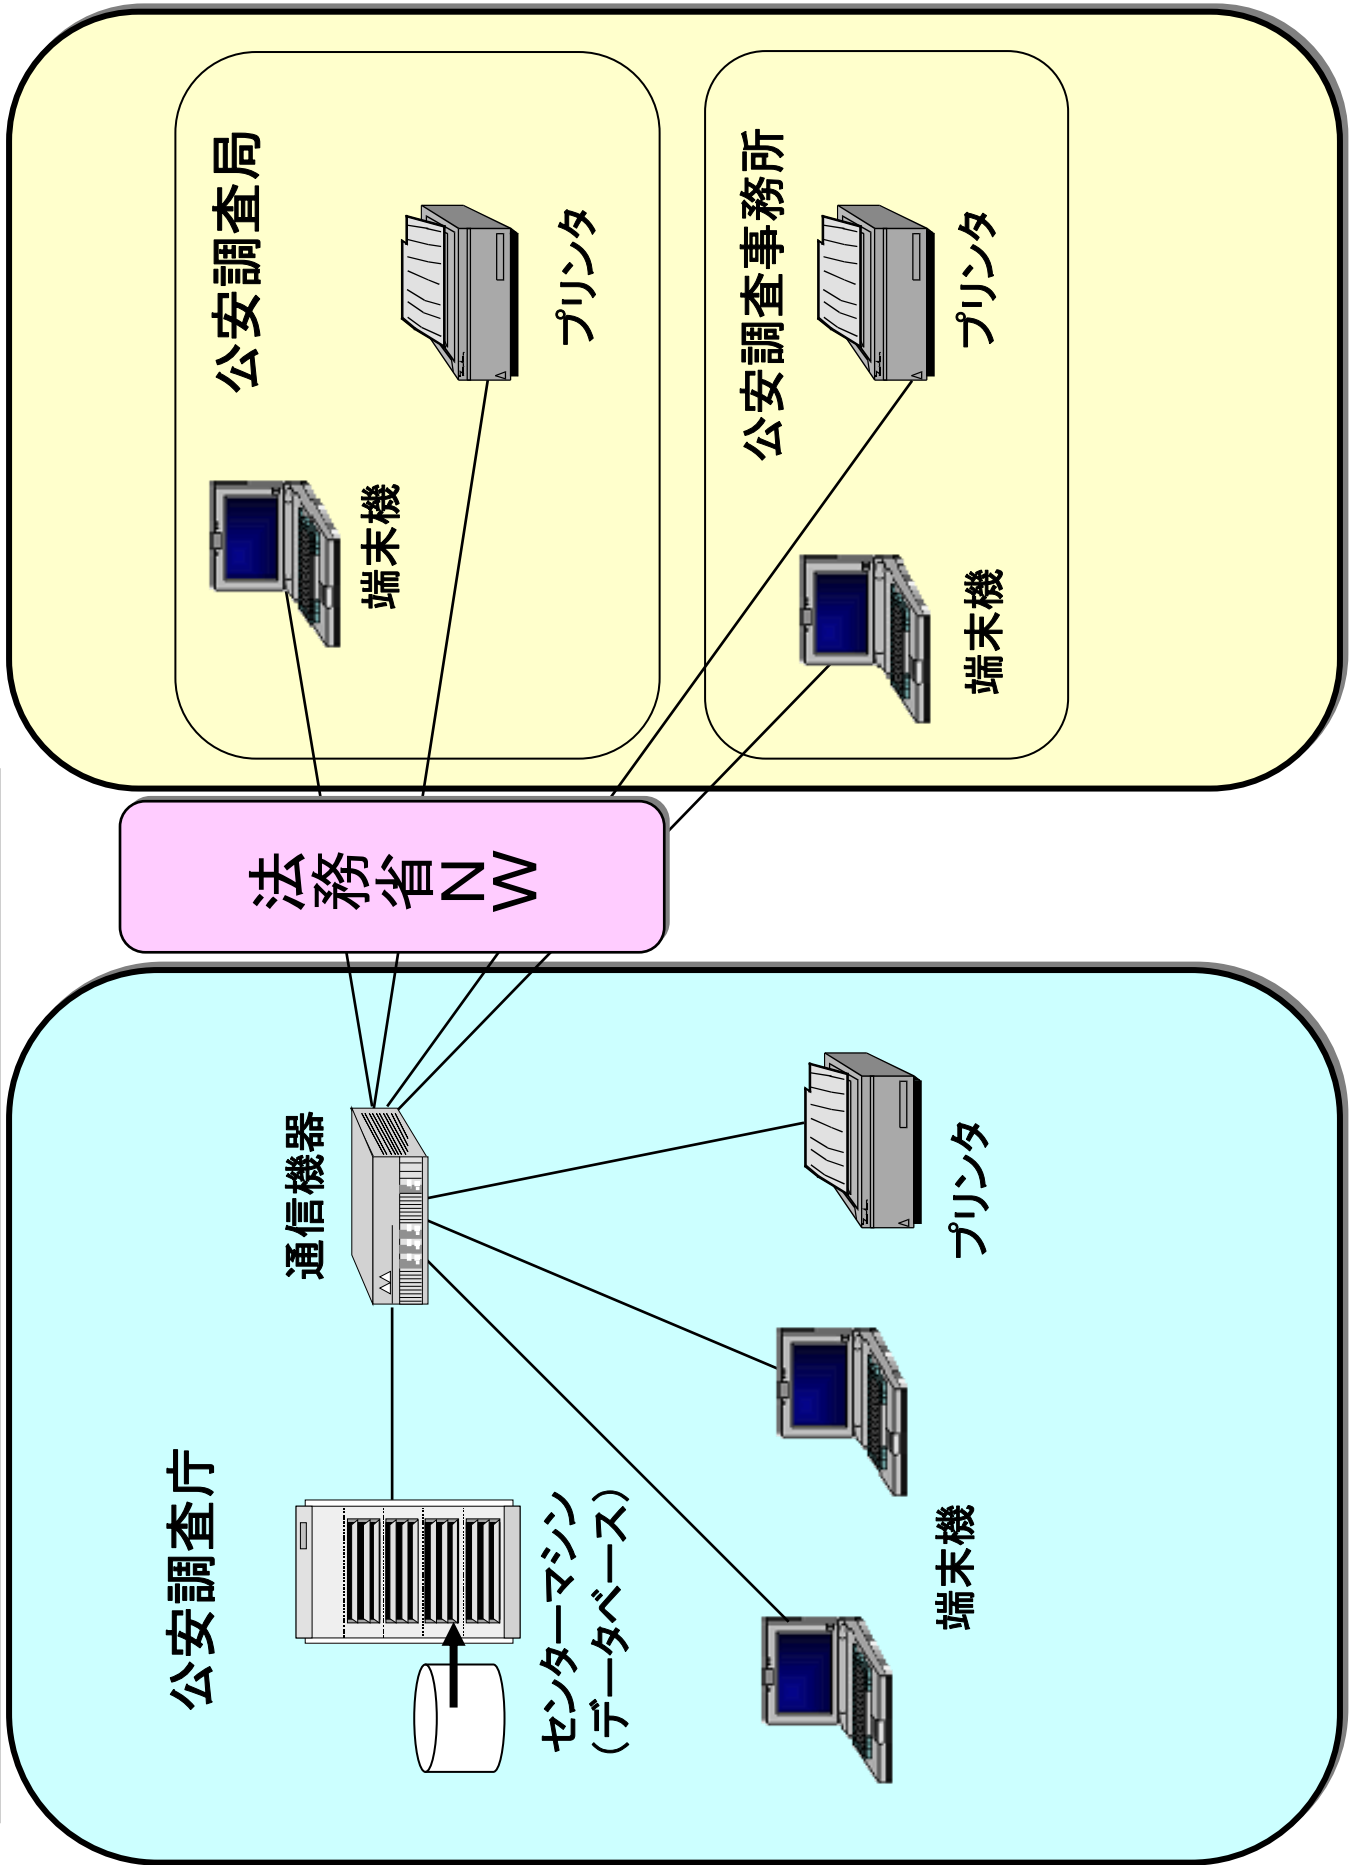 公安調査庁
通信機器
センターマシン
(データベース)
端末機
プリンタ
法務省NW
公安調査局
端末機
プリンタ
公安調査事務所
端末機
プリンタ